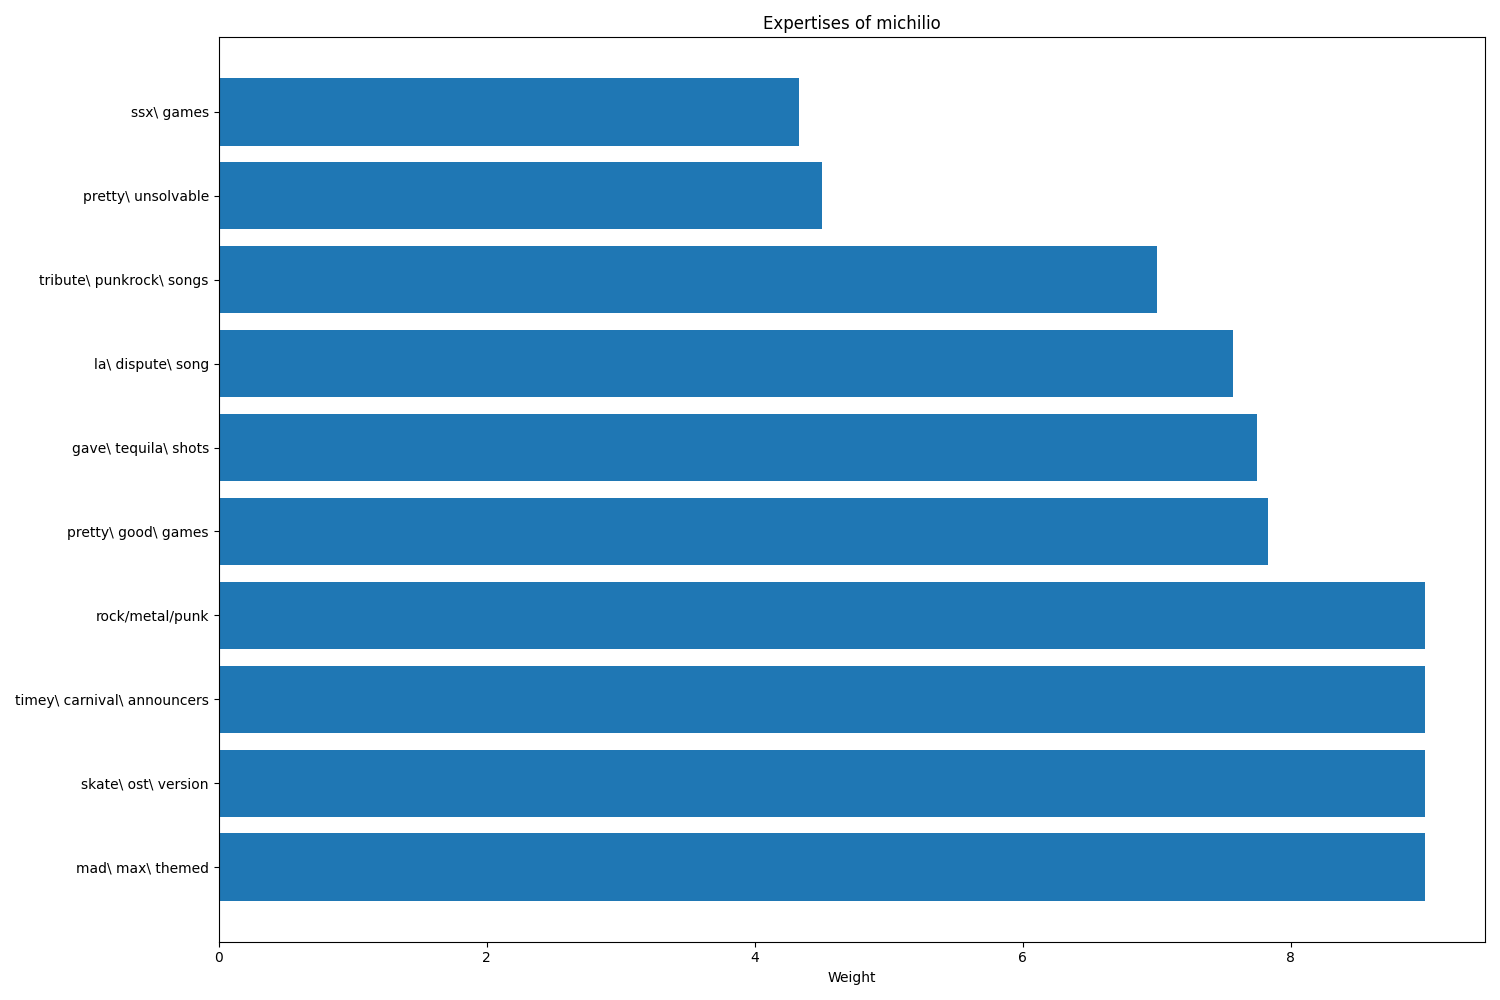 Expertises of michilio
ssx\ games
pretty\ unsolvable
tribute\ punkrock\ songs
la\ dispute\ song
gave\ tequila\ shots
pretty\ good\ games
rock/metal/punk
timey\ carnival\ announcers
skate\ ost\ version
mad\ max\ themed
0 2 4 6 8
Weight